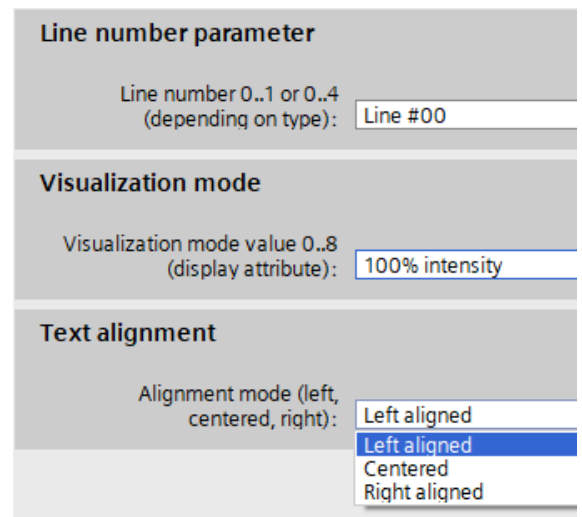 Line number parameter
Line number 0..1 or 0..4
(depending on type): Line #00
Visualization mode
Visualization mode value 0..8
(display attribute): 100% intensity
Text alignment
Alignment mode (left,
centered, right): Left aligned
Left aligned
Centered
Right aligned